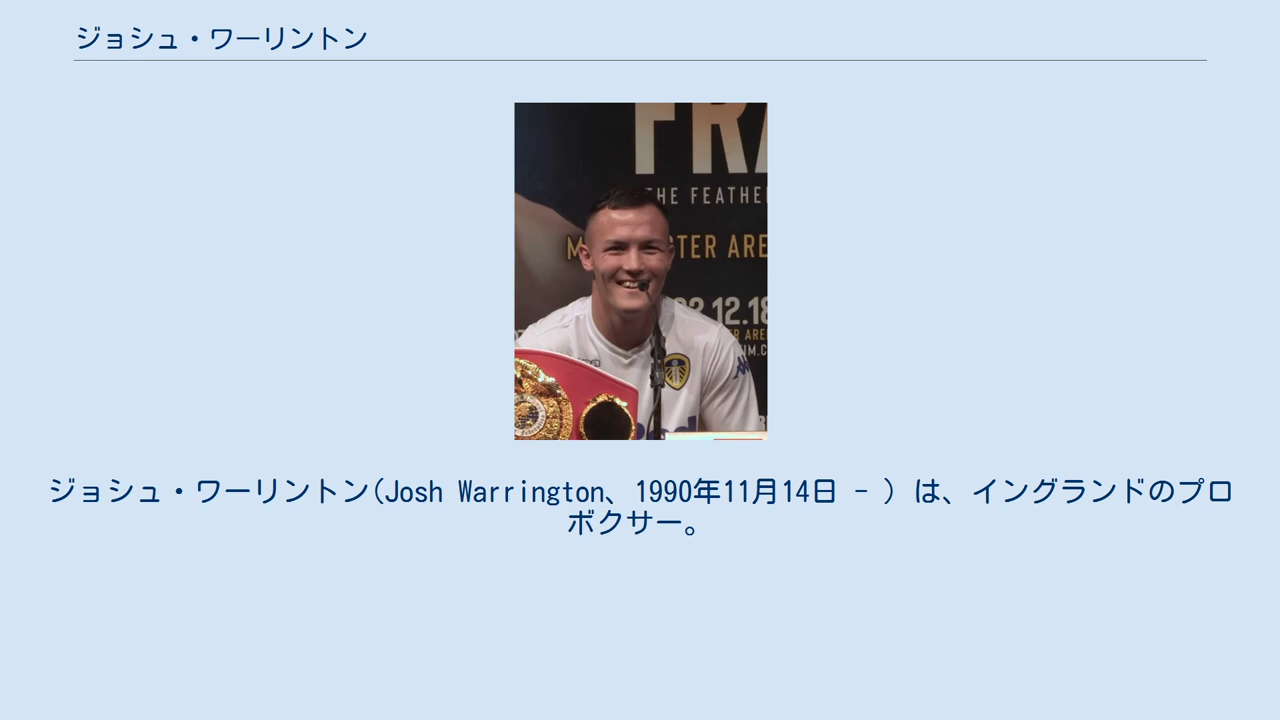 ジョシュ・ワーリントン
FRA
THE FEATHE
M
STER ARE
12.18
ジョシュ・ワーリントン(Josh Warrington、1990年11月14日 - ) は、イングランドのプロ
ボクサー。